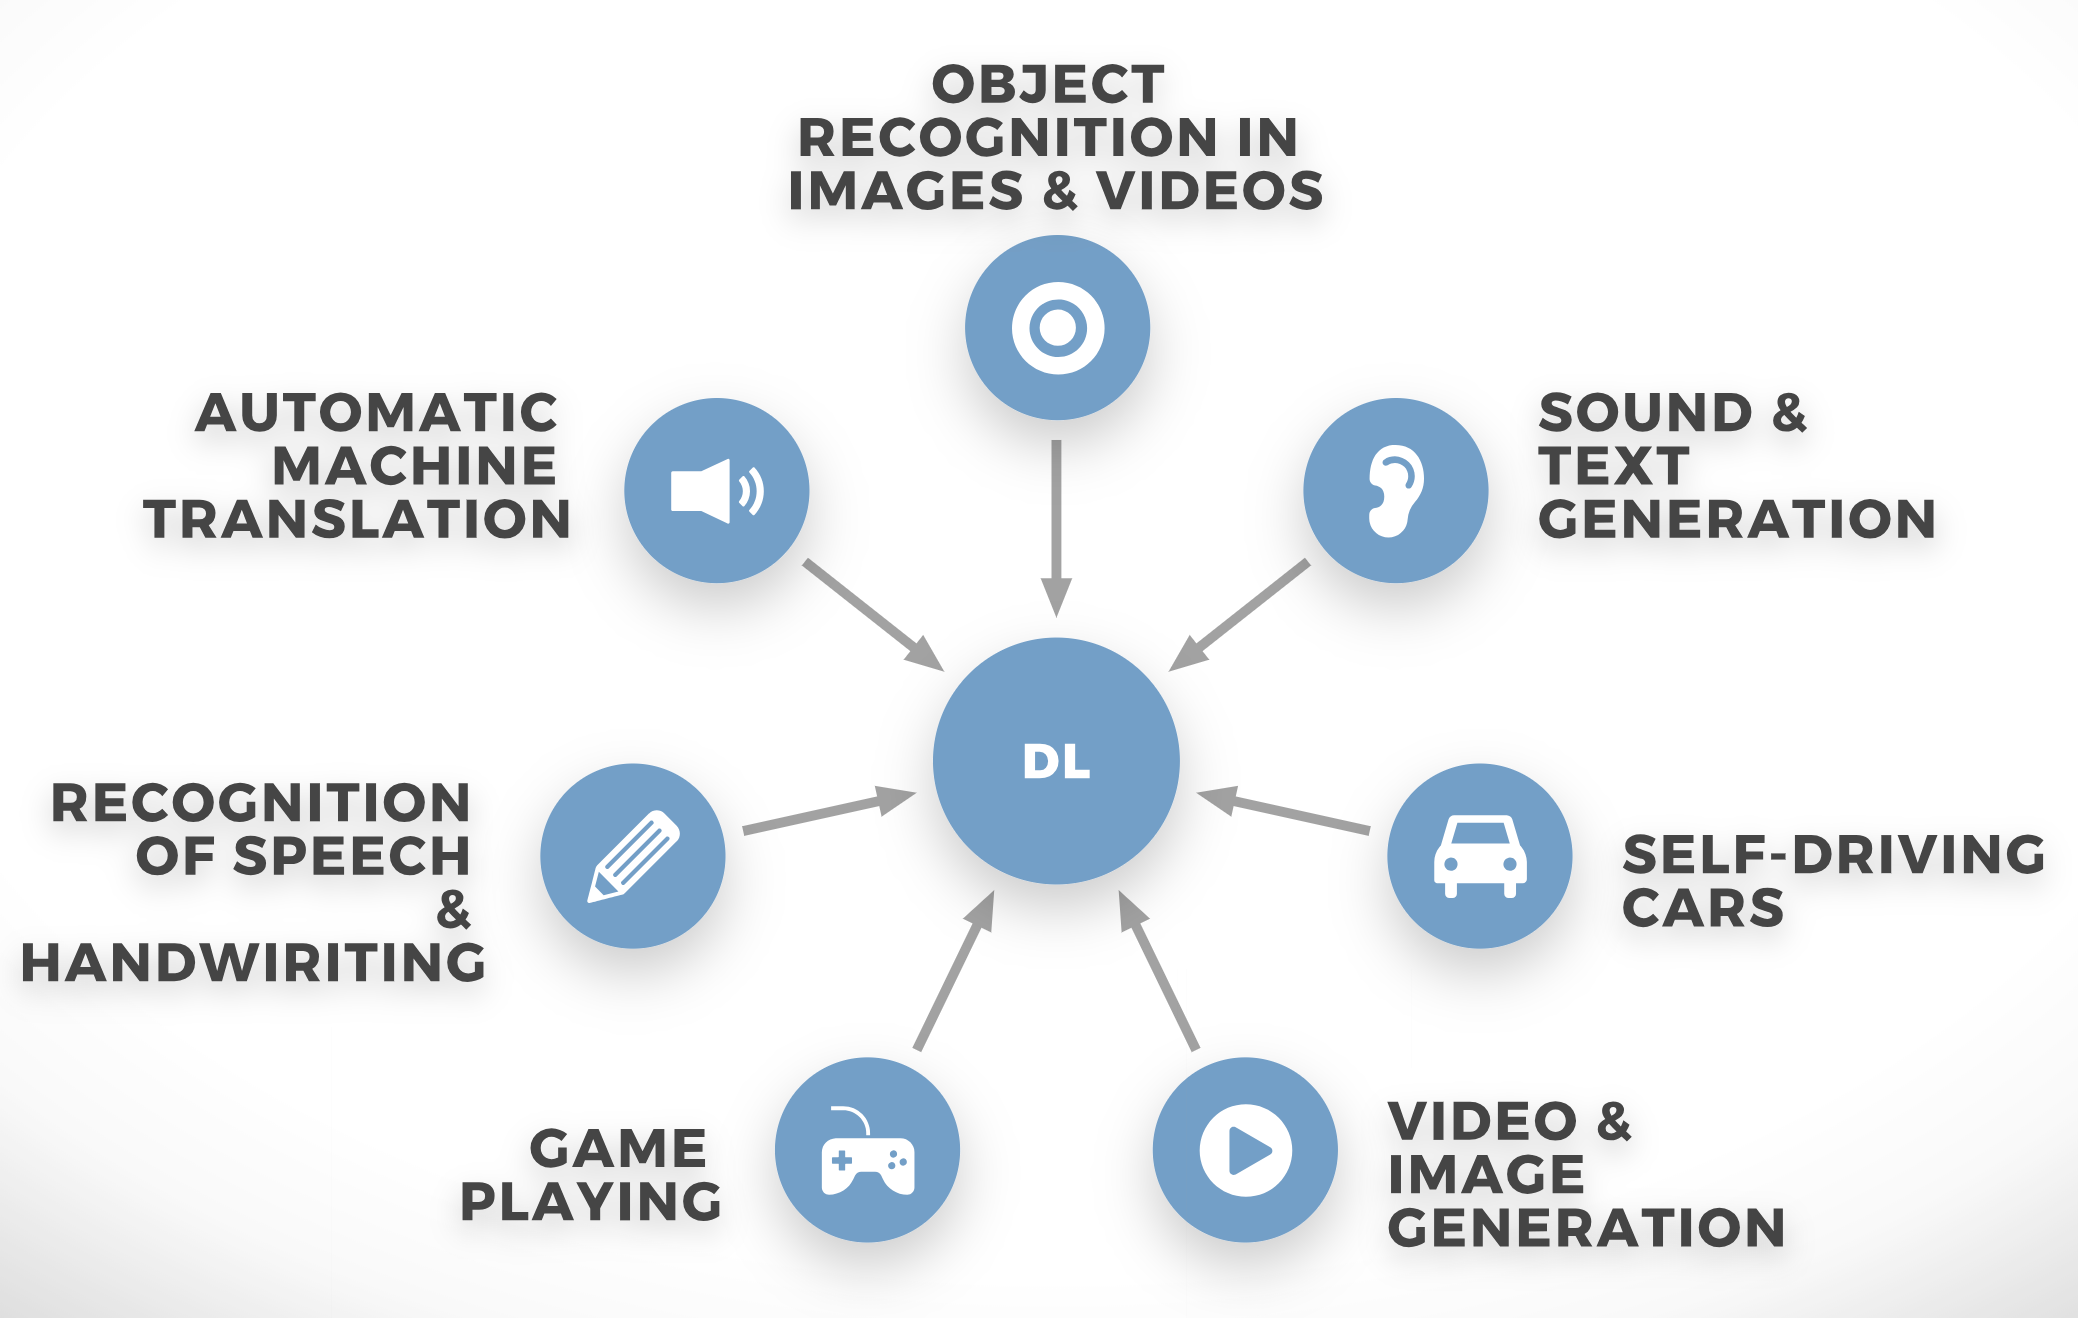 OBJECT
RECOGNITION IN
IMAGES & VIDEOS
AUTOMATIC
MACHINE
TRANSLATION
SOUND &
TEXT
GENERATION
DL
RECOGNITION
OF SPEECH
&
HANDWIRITING
SELF-DRIVING
CARS
GAME
PLAYING
VIDEO &
IMAGE
GENERATION